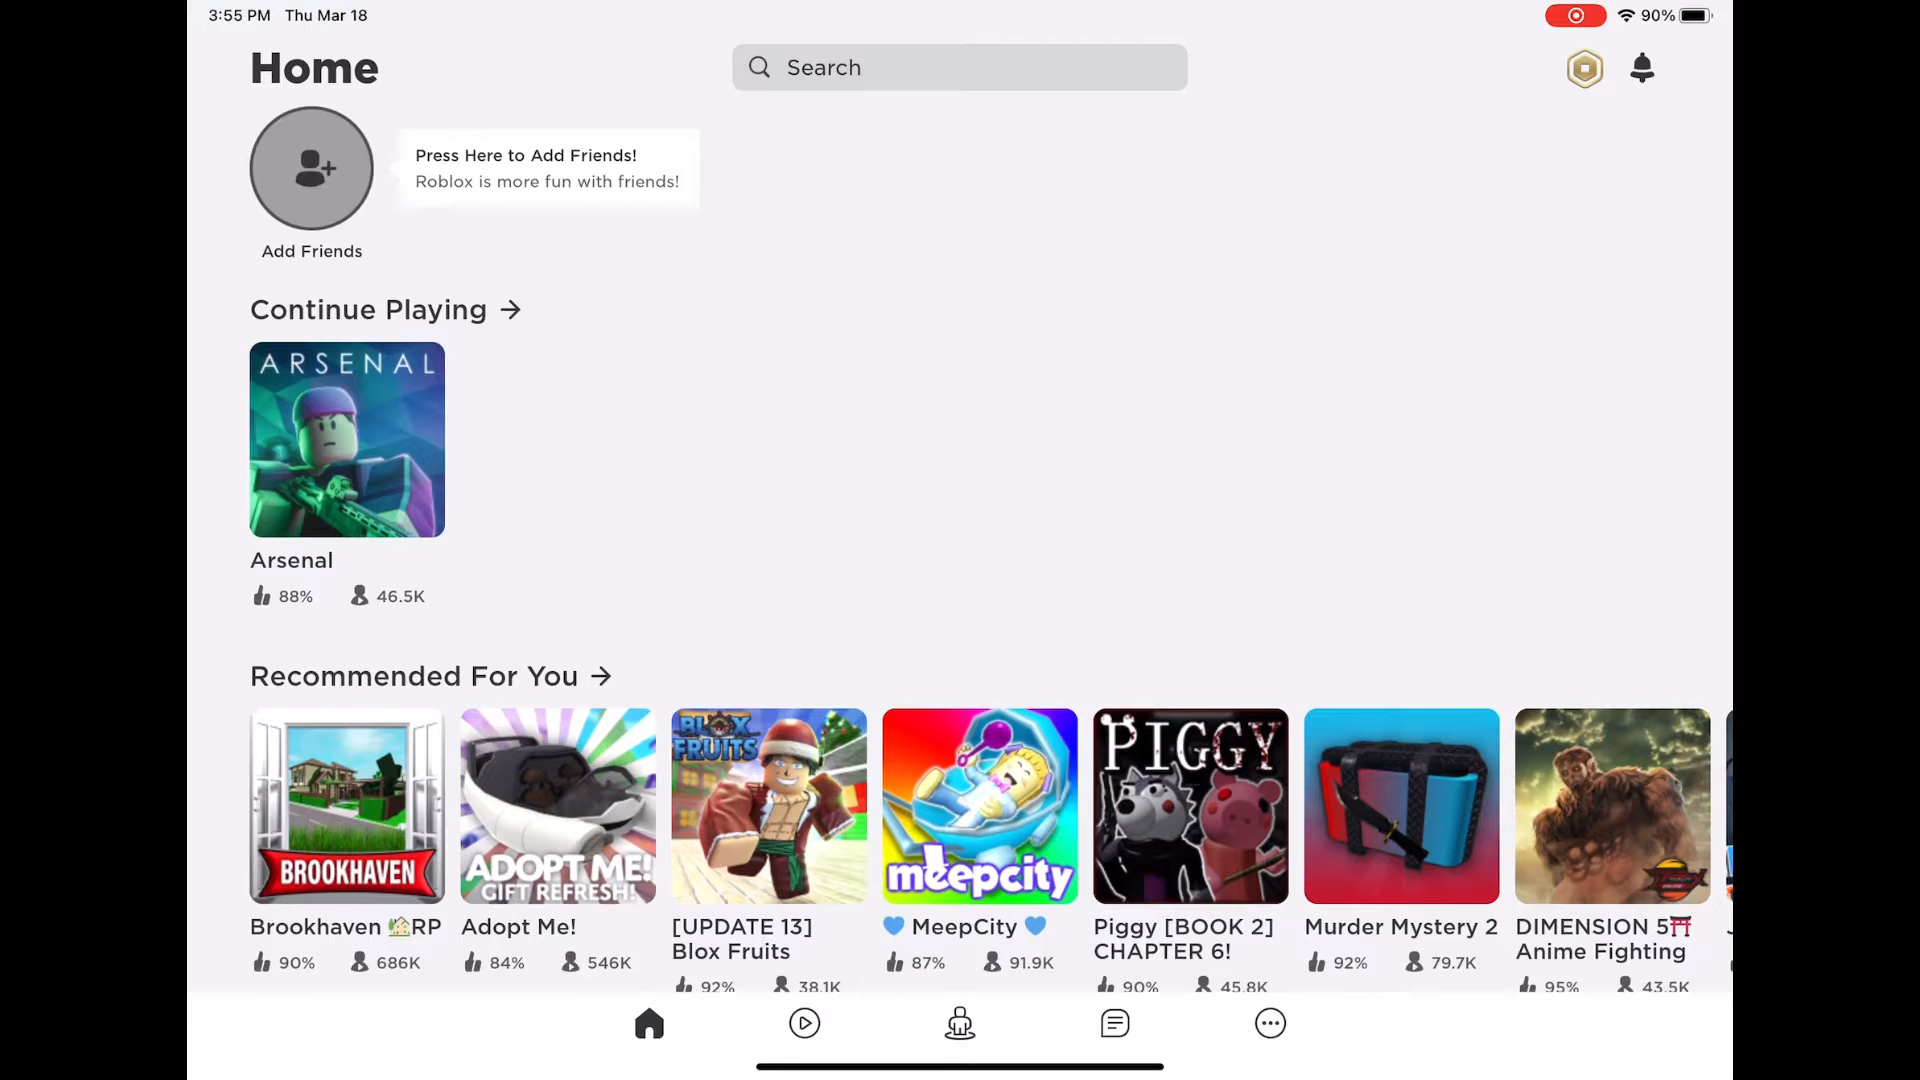 3:55 PM Thu Mar 18
90%
Home
Search
Press Here to Add Friends!
Roblox is more fun with friends!
Add Friends
Continue Playing →
ARSENAL
Arsenal
88% 46.5K
Recommended For You →
BROOKHAVEN
ADOPT ME!
GIFT REFRESH!
BLOX
FRUITS
meepcity
PIGGY
Brookhaven 🏡RP
90% 686K
Adopt Me!
84% 546K
[UPDATE 13]
Blox Fruits
92% 38.1K
💙 MeepCity 💙
87% 91.9K
Piggy [BOOK 2]
CHAPTER 6!
90% 45.8K
Murder Mystery 2
92% 79.7K
DIMENSION 5⛩️
Anime Fighting
95% 43.5K